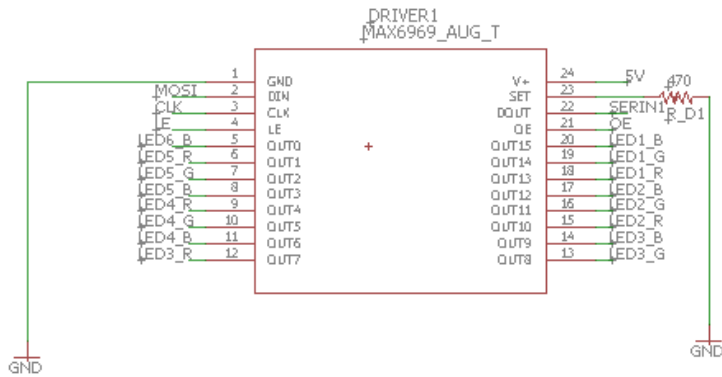 DRIVER1
MAX6969_AUG_T
1 GND V+ 24 5V 470
MOSI 2 DIN SET 23
CLK 3 CLK DOUT 22 SERIN1 R_D1
LE 4 LE OE 21 OE
LED6_B 5 OUT0 OUT15 20 LED1_B
LED5_R 6 OUT1 OUT14 19 LED1_G
LED5_G 7 OUT2 OUT13 18 LED1_R
LED5_B 8 OUT3 OUT12 17 LED2_B
LED4_R 9 OUT4 OUT11 16 LED2_G
LED4_G 10 OUT5 OUT10 15 LED2_R
LED4_B 11 OUT6 OUT9 14 LED3_B
LED3_R 12 OUT7 OUT8 13 LED3_G
GND GND